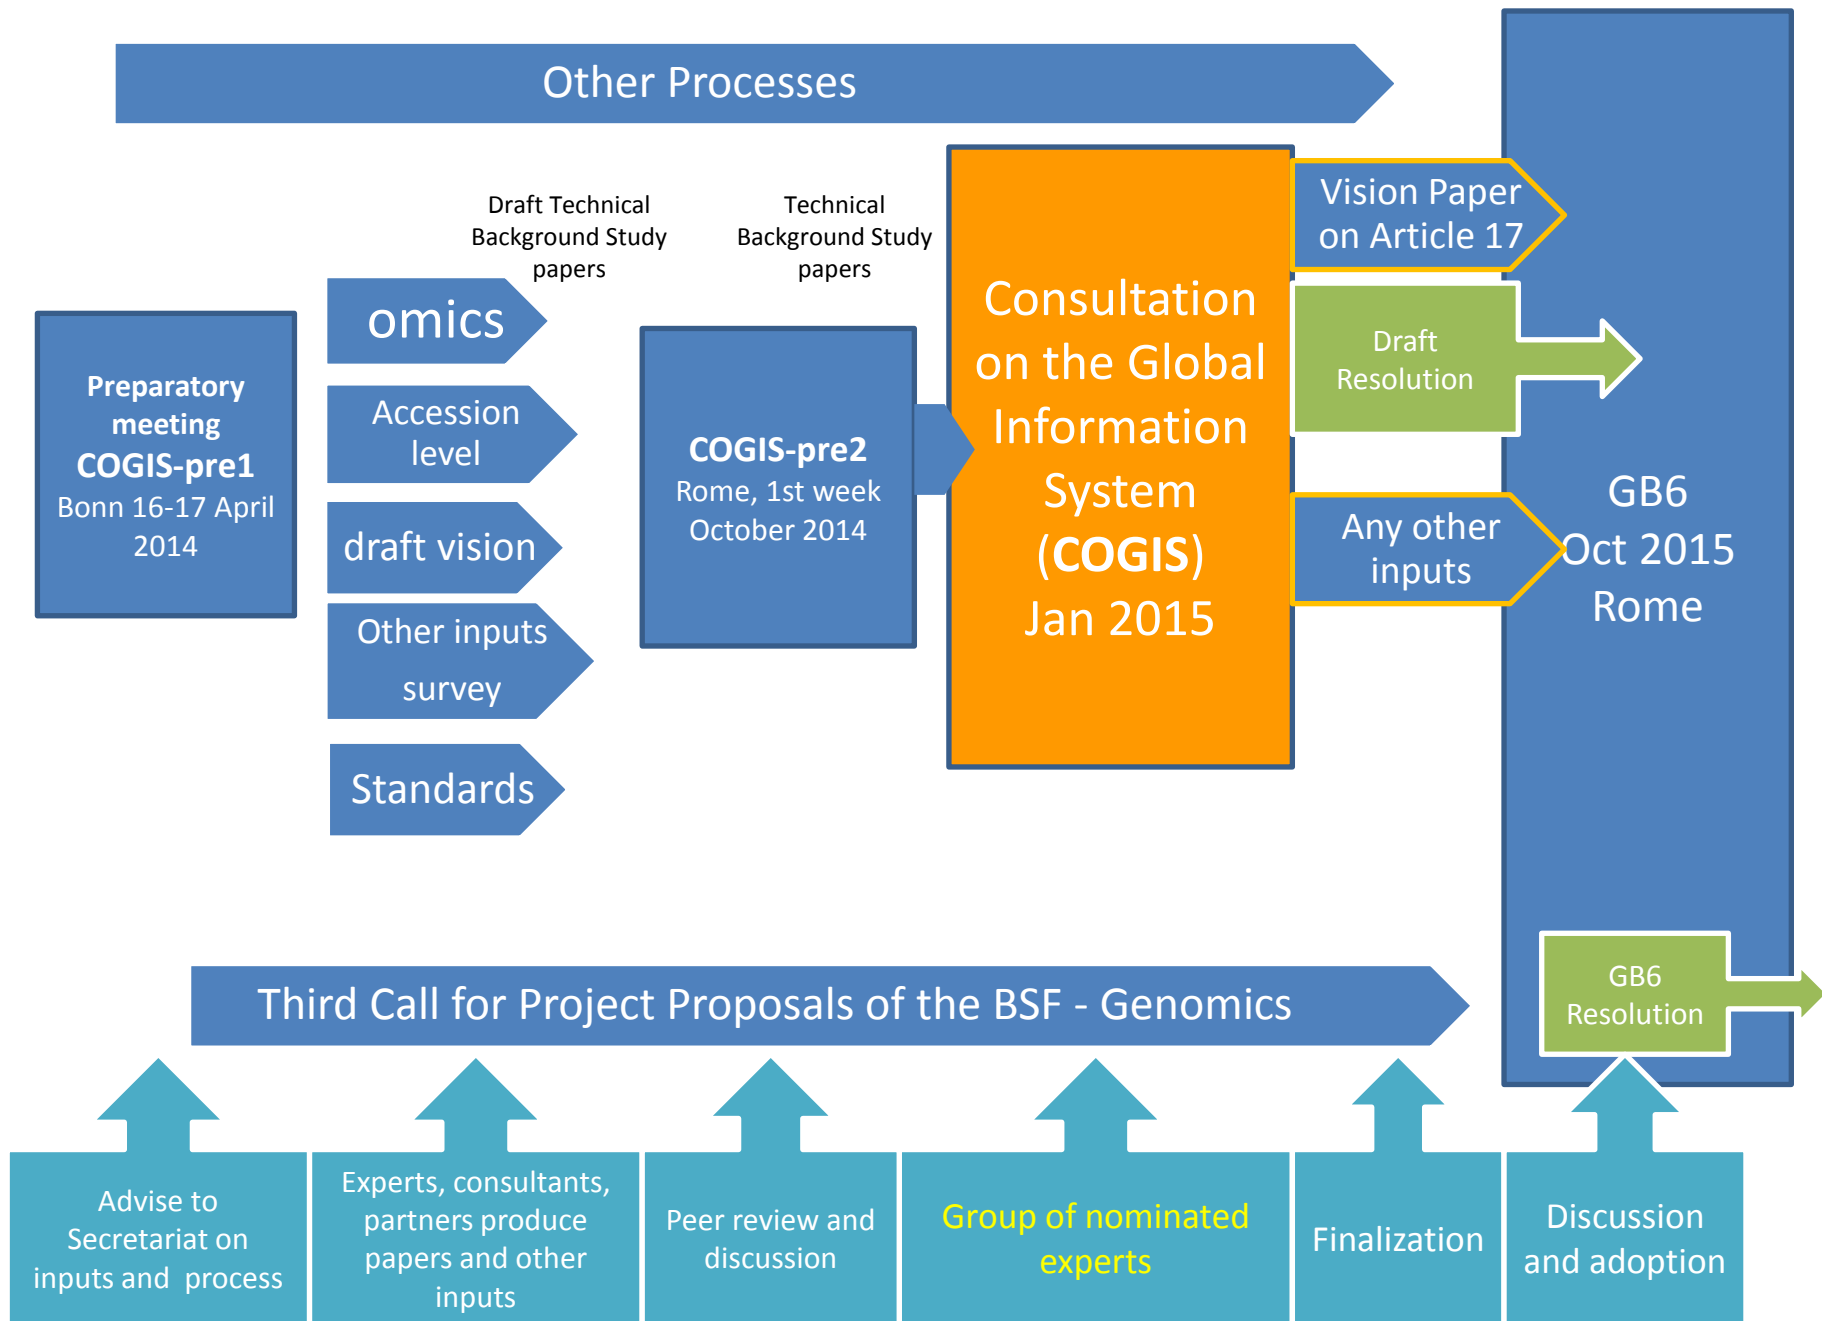 Other Processes
Draft Technical
Background Study
papers
Technical
Background Study
papers
Preparatory
meeting
COGIS-pre1
Bonn 16-17 April
2014
omics
Accession
level
draft vision
Other inputs
survey
Standards
COGIS-pre2
Rome, 1st week
October 2014
Consultation
on the Global
Information
System
(COGIS)
Jan 2015
Vision Paper
on Article 17
Draft
Resolution
Any other
inputs
GB6
Oct 2015
Rome
Third Call for Project Proposals of the BSF - Genomics
GB6
Resolution
Advise to
Secretariat on
inputs and process
Experts, consultants,
partners produce
papers and other
inputs
Peer review and
discussion
Group of nominated
experts
Finalization
Discussion
and adoption